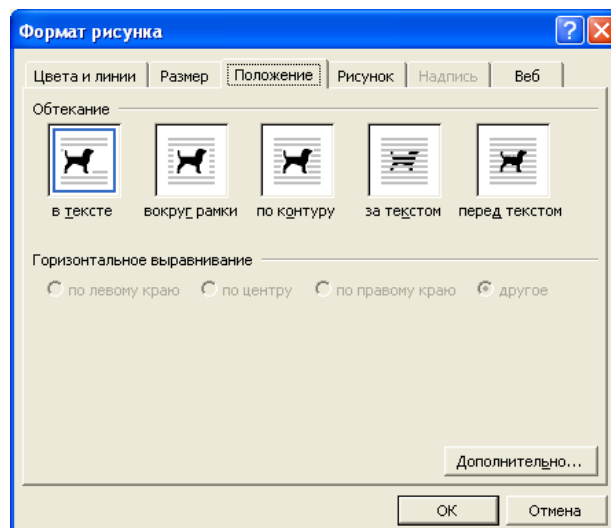 Формат рисунка
Цвета и линии Размер Положение Рисунок Надпись Веб
Обтекание
в тексте вокруг рамки по контуру за текстом перед текстом
Горизонтальное выравнивание
по левому краю по центру по правому краю другое
Дополнительно...
ОК Отмена